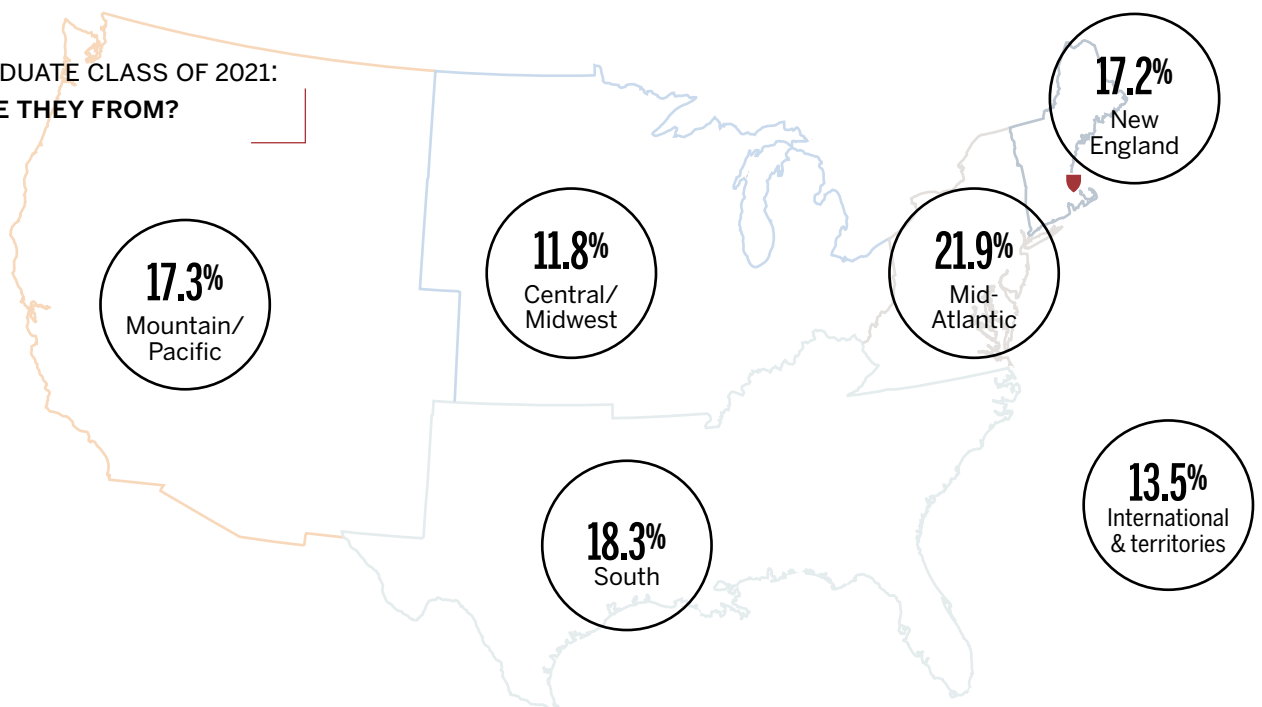 DUATE CLASS OF 2021:
THEY FROM?
17.2%
New
England
17.3%
Mountain/
Pacific
11.8%
Central/
Midwest
21.9%
Mid-
Atlantic
18.3%
South
13.5%
International
& territories